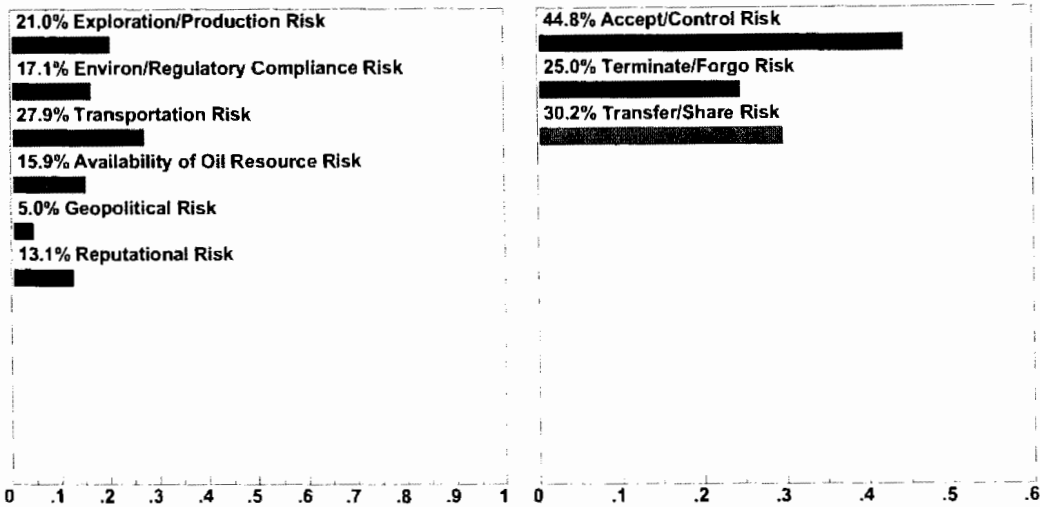 21.0% Exploration/Production Risk
17.1% Environ/Regulatory Compliance Risk
27.9% Transportation Risk
15.9% Availability of Oil Resource Risk
5.0% Geopolitical Risk
13.1% Reputational Risk
0 .1 .2 .3 .4 .5 .6 .7 .8 .9 1
44.8% Accept/Control Risk
25.0% Terminate/Forgo Risk
30.2% Transfer/Share Risk
0 .1 .2 .3 .4 .5 .6